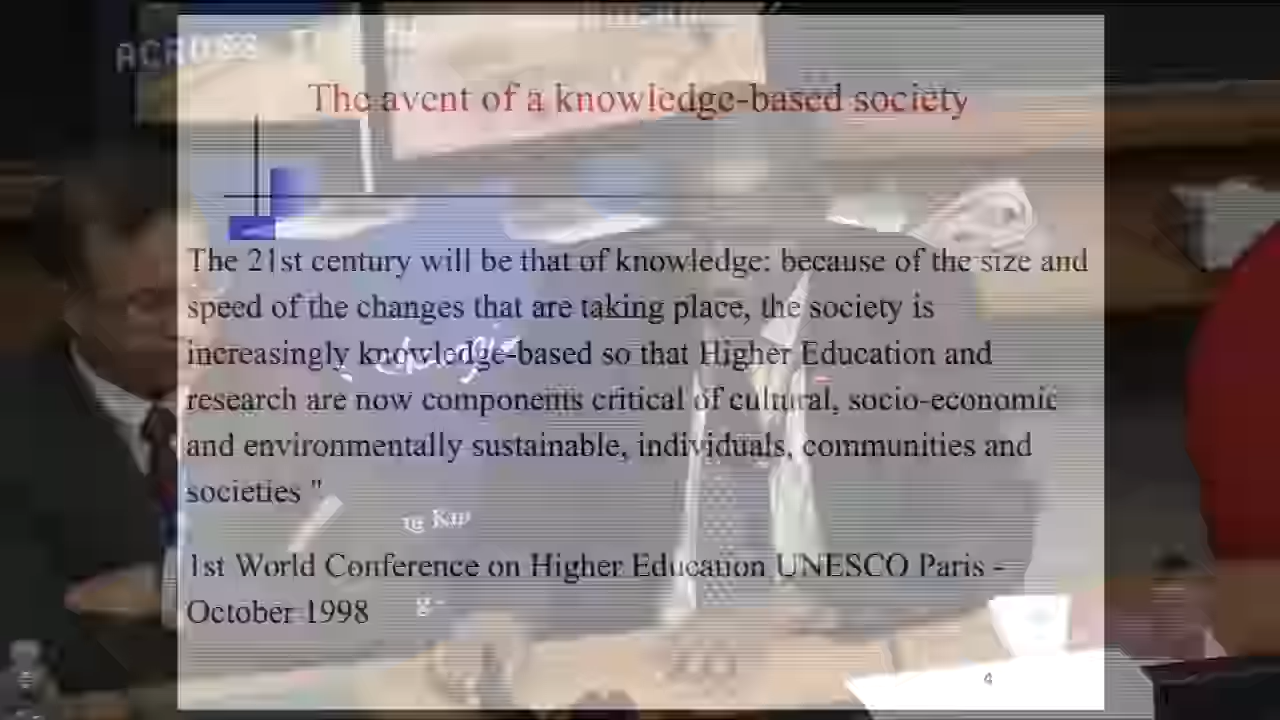 ACROSS
The avent of a knowledge-based society
The 21st century will be that of knowledge: because of the size and
speed of the changes that are taking place, the society is
increasingly knowledge-based so that Higher Education and
research are now components critical of cultural, socio-economic
and environmentally sustainable, individuals, communities and
societies "
1st World Conference on Higher Education UNESCO Paris -
October 1998
4